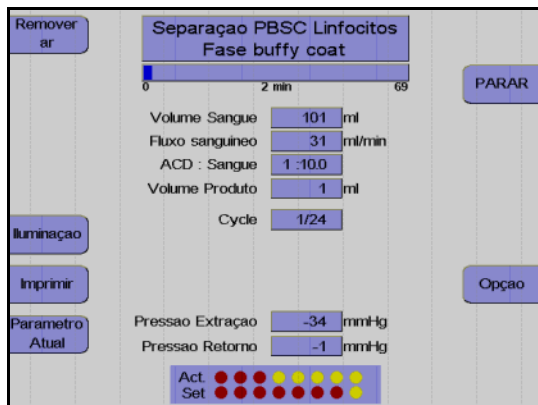 Remover
ar
Separaçao PBSC Linfocitos
Fase buffy coat
0 2 min 69
PARAR
Volume Sangue 101 ml
Fluxo sanguineo 31 ml/min
ACD : Sangue 1 :10.0
Volume Produto 1 ml
Cycle 1/24
Iluminaçao
Imprimir
Opçao
Parametro
Atual
Pressao Extraçao -34 mmHg
Pressao Retorno -1 mmHg
Act.
Set